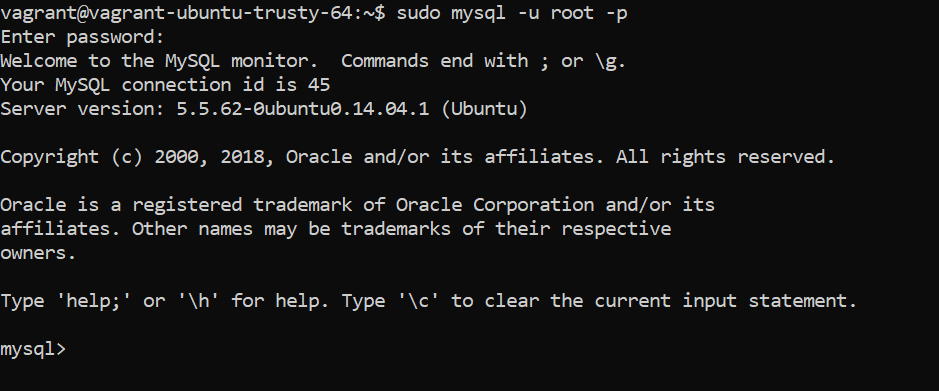 vagrant@vagrant-ubuntu-trusty-64:~$ sudo mysql -u root -p
Enter password:
Welcome to the MySQL monitor.  Commands end with ; or \g.
Your MySQL connection id is 45
Server version: 5.5.62-0ubuntu0.14.04.1 (Ubuntu)
Copyright (c) 2000, 2018, Oracle and/or its affiliates. All rights reserved.
Oracle is a registered trademark of Oracle Corporation and/or its
affiliates. Other names may be trademarks of their respective
owners.
Type 'help;' or '\h' for help. Type '\c' to clear the current input statement.
mysql>